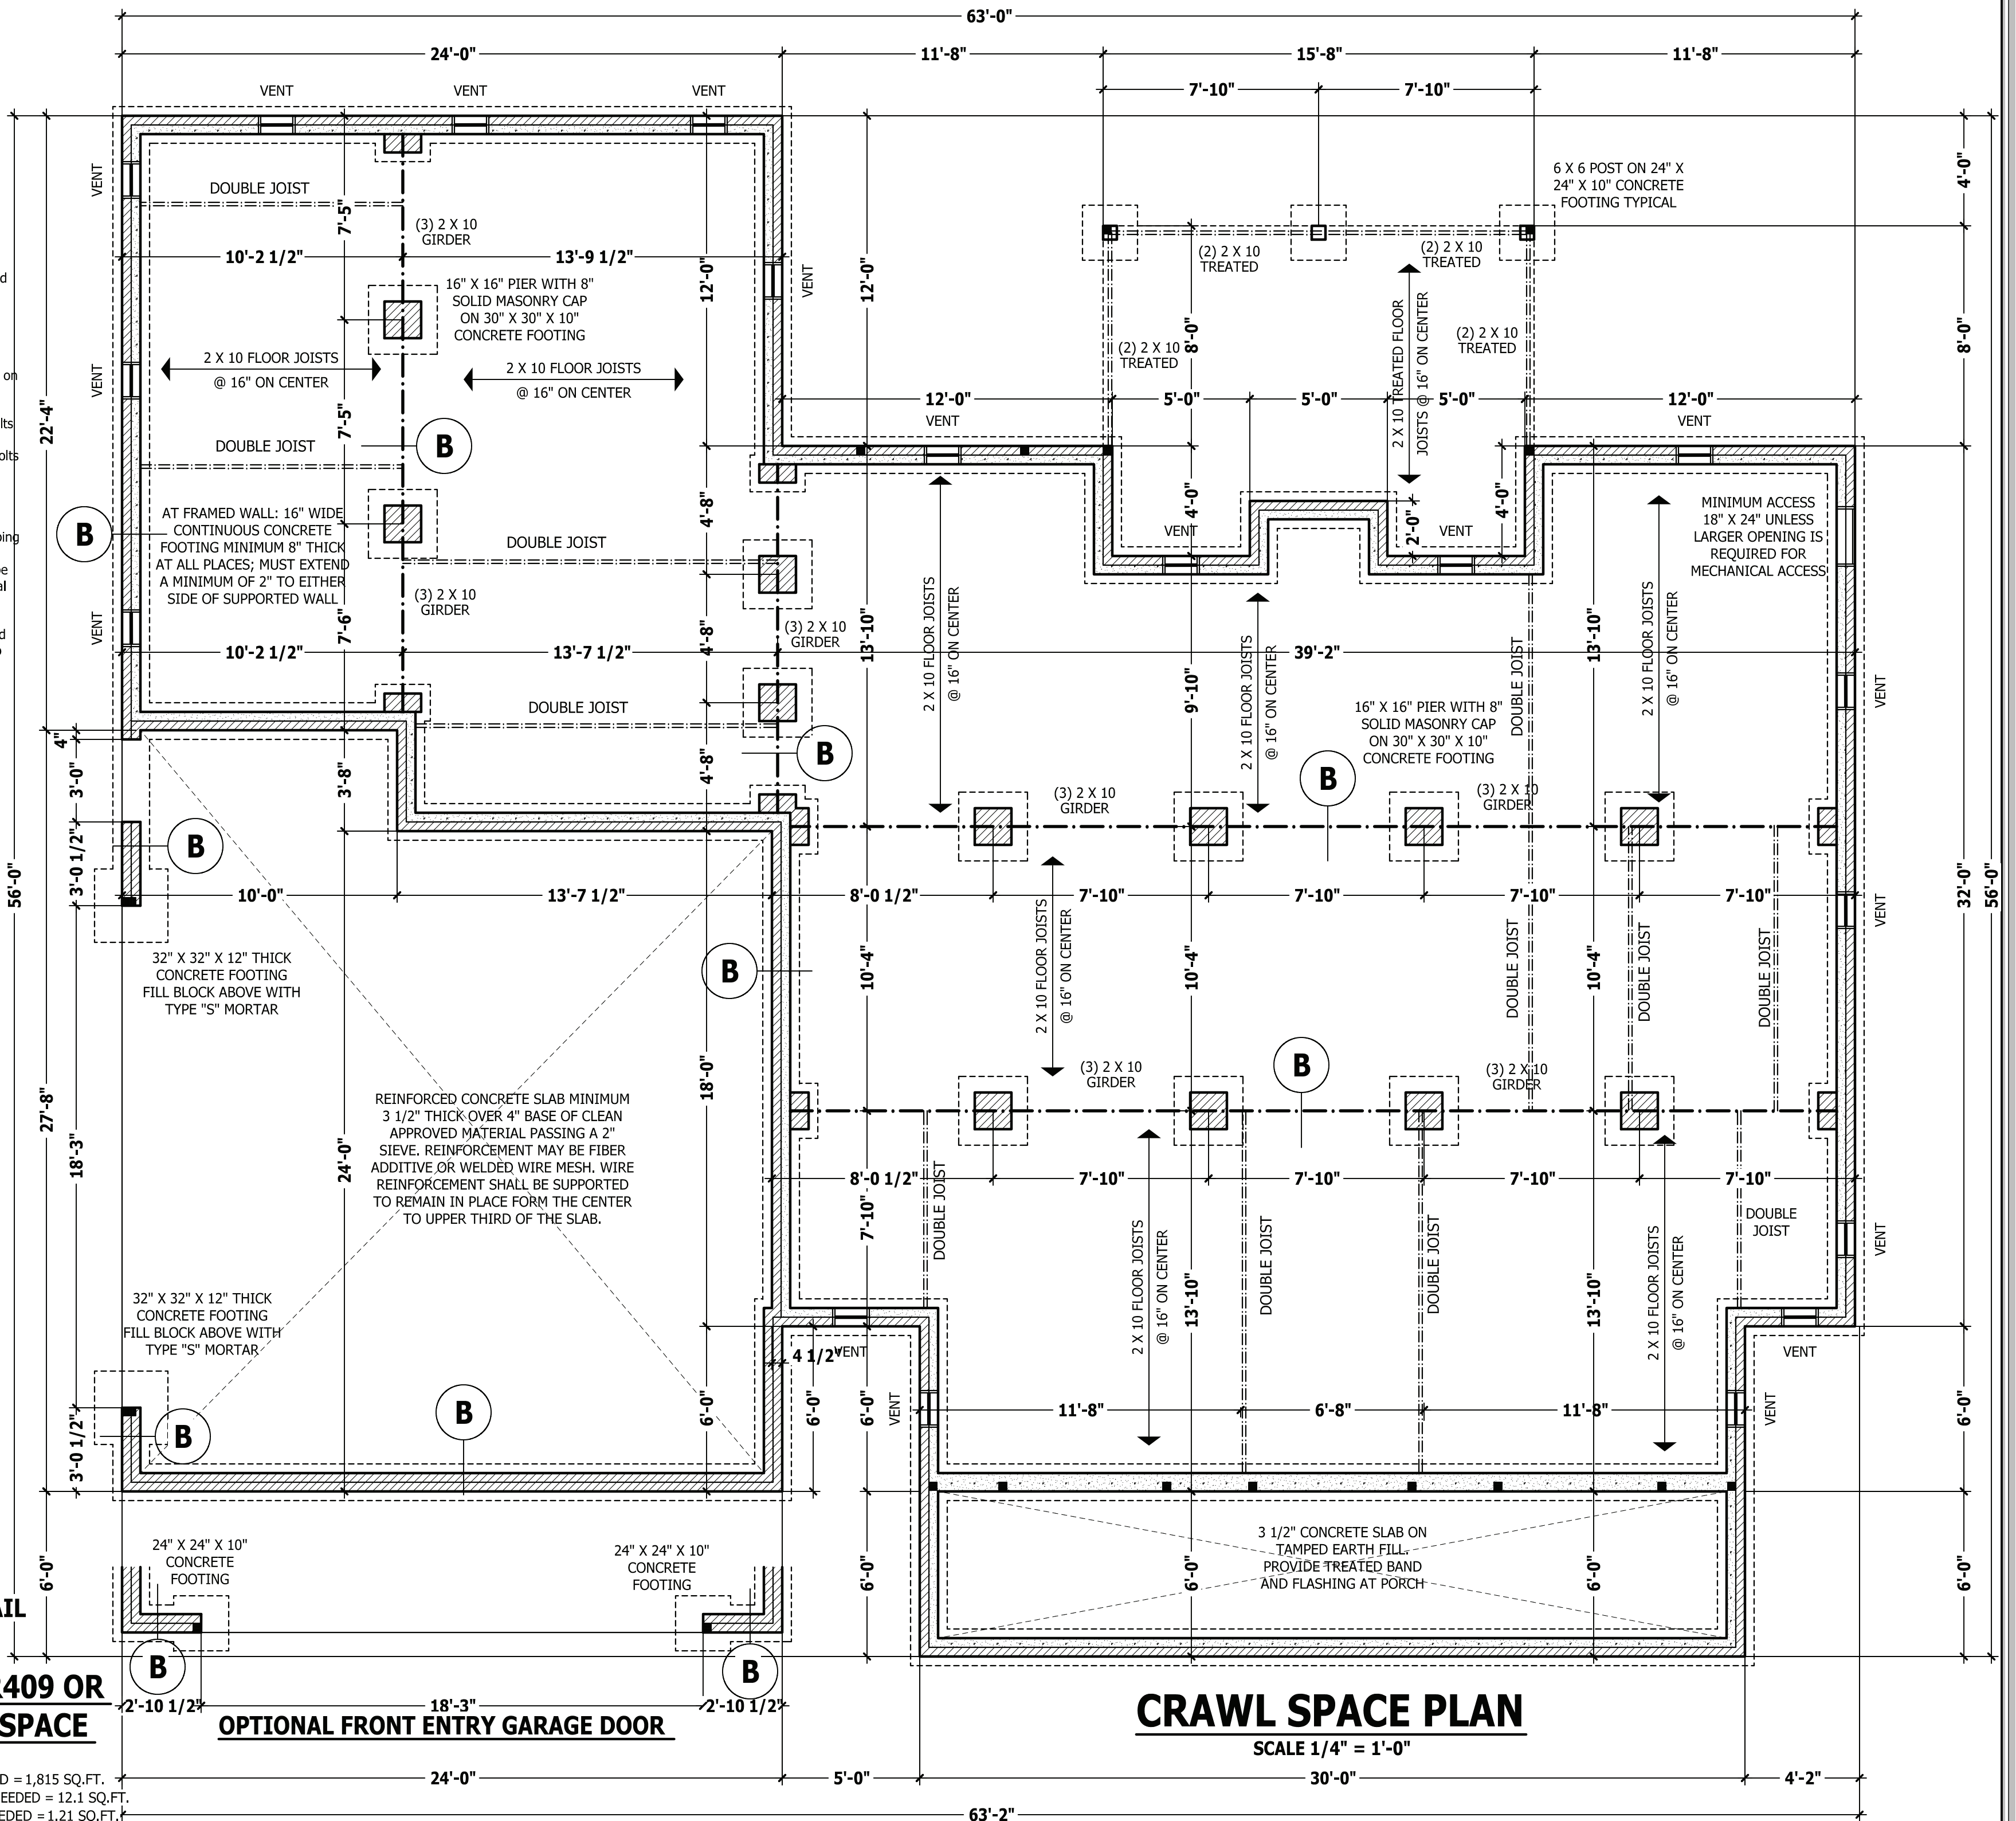 63'-0"
24'-0" 11'-8" 15'-8" 11'-8"
7'-10" 7'-10"
VENT VENT VENT
4'-0"
6 X 6 POST ON 24" X
24" X 10" CONCRETE
FOOTING TYPICAL
VENT
DOUBLE JOIST
7'-5"
(3) 2 X 10
GIRDER
10'-2 1/2" 13'-9 1/2"
12'-0"
VENT
12'-0"
(2) 2 X 10
TREATED
(2) 2 X 10
TREATED
16" X 16" PIER WITH 8"
SOLID MASONRY CAP
ON 30" X 30" X 10"
CONCRETE FOOTING
8'-0"
(2) 2 X 10
TREATED
2 X 10 TREATED FLOOR
JOISTS @ 16" ON CENTER
(2) 2 X 10
TREATED
8'-0"
VENT
2 X 10 FLOOR JOISTS
@ 16" ON CENTER
2 X 10 FLOOR JOISTS
@ 16" ON CENTER
12'-0" 5'-0" 5'-0" 5'-0" 12'-0"
VENT VENT
22'-4"
7'-5"
DOUBLE JOIST
B
AT FRAMED WALL: 16" WIDE
CONTINUOUS CONCRETE
FOOTING MINIMUM 8" THICK
AT ALL PLACES; MUST EXTEND
A MINIMUM OF 2" TO EITHER
SIDE OF SUPPORTED WALL
B
4'-8"
DOUBLE JOIST
4'-0"
VENT
2'-0"
VENT
4'-0"
MINIMUM ACCESS
18" X 24" UNLESS
LARGER OPENING IS
REQUIRED FOR
MECHANICAL ACCESS
VENT
7'-6"
(3) 2 X 10
GIRDER
4'-8"
(3) 2 X 10
GIRDER
13'-10"
2 X 10 FLOOR JOISTS
@ 16" ON CENTER
2 X 10 FLOOR JOISTS
@ 16" ON CENTER
13'-10"
2 X 10 FLOOR JOISTS
@ 16" ON CENTER
10'-2 1/2" 13'-7 1/2" 39'-2"
9'-10"
DOUBLE JOIST
VENT
DOUBLE JOIST
16" X 16" PIER WITH 8"
SOLID MASONRY CAP
ON 30" X 30" X 10"
CONCRETE FOOTING
4"
3'-0"
3'-8"
4'-8"
B
B
(3) 2 X 10
GIRDER
(3) 2 X 10
GIRDER
3'-0 1/2"
B
56'-0"
10'-0" 13'-7 1/2" 8'-0 1/2" 7'-10" 7'-10" 7'-10" 7'-10"
VENT
32'-0"
56'-0"
32" X 32" X 12" THICK
CONCRETE FOOTING
FILL BLOCK ABOVE WITH
TYPE "S" MORTAR
B
10'-4"
2 X 10 FLOOR JOISTS
@ 16" ON CENTER
10'-4"
DOUBLE JOIST
10'-4"
DOUBLE JOIST
DOUBLE JOIST
(3) 2 X 10
GIRDER
B
(3) 2 X 10
GIRDER
27'-8"
18'-3"
24'-0"
18'-0"
REINFORCED CONCRETE SLAB MINIMUM
3 1/2" THICK OVER 4" BASE OF CLEAN
APPROVED MATERIAL PASSING A 2"
SIEVE. REINFORCEMENT MAY BE FIBER
ADDITIVE OR WELDED WIRE MESH. WIRE
REINFORCEMENT SHALL BE SUPPORTED
TO REMAIN IN PLACE FORM THE CENTER
TO UPPER THIRD OF THE SLAB.
8'-0 1/2" 7'-10" 7'-10" 7'-10" 7'-10"
7'-10"
DOUBLE JOIST
2 X 10 FLOOR JOISTS
@ 16" ON CENTER
DOUBLE JOIST
DOUBLE JOIST
DOUBLE
JOIST
VENT
13'-10"
13'-10"
2 X 10 FLOOR JOISTS
@ 16" ON CENTER
32" X 32" X 12" THICK
CONCRETE FOOTING
FILL BLOCK ABOVE WITH
TYPE "S" MORTAR
4 1/2"
VENT
VENT
3'-0 1/2"
B
B
6'-0"
6'-0"
6'-0"
VENT
11'-8" 6'-8" 11'-8"
VENT
6'-0"
6'-0"
24" X 24" X 10"
CONCRETE
FOOTING
24" X 24" X 10"
CONCRETE
FOOTING
6'-0"
6'-0"
3 1/2" CONCRETE SLAB ON
TAMPED EARTH FILL.
PROVIDE TREATED BAND
AND FLASHING AT PORCH
6'-0"
6'-0"
B
B
2'-10 1/2" 18'-3" 2'-10 1/2"
OPTIONAL FRONT ENTRY GARAGE DOOR
CRAWL SPACE PLAN
SCALE 1/4" = 1'-0"
24'-0" 5'-0" 30'-0" 4'-2"
63'-2"
d
on
lts
olts
ing
e
al
d
AIL
R409 OR
SPACE
D = 1,815 SQ.FT.
EEDED = 12.1 SQ.FT.
EDED = 1.21 SQ.FT.